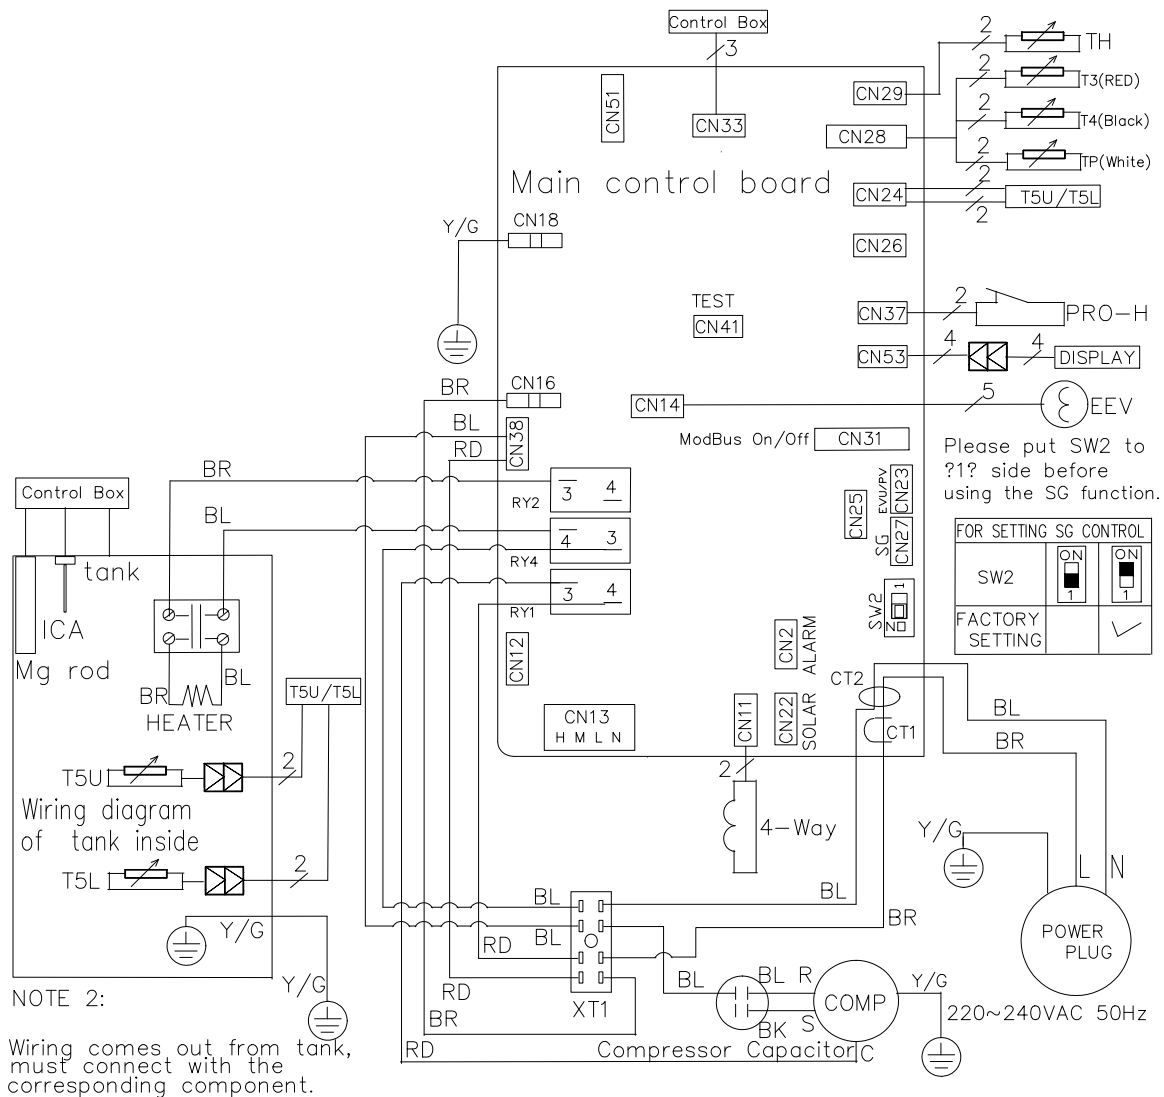 Control Box
3
CN51
CN33
CN29
2
TH
2
T3(RED)
CN28
2
T4(Black)
2
TP(White)
Main control board
CN24
2
T5U/T5L
2
Y/G
CN18
CN26
TEST
CN41
CN37
2
PRO-H
CN53
4
4
DISPLAY
BR
CN16
CN14
5
EEV
BL
RD
CN38
ModBus On/Off
CN31
Please put SW2 to
?1? side before
using the SG function.
BR
RY2
3
4
CN25
EVU/PV
CN23
SG
CN27
Control Box
BL
4
3
RY4
FOR SETTING SG CONTROL
SW2
ON
1
ON
1
FACTORY
SETTING
tank
3
4
RY1
SW2
1
ON
ICA
Mg rod
CN12
CN2
ALARM
BR
BL
HEATER
T5U/T5L
CT2
CN13
H M L N
CN11
CN22
SOLAR
CT1
BL
BR
T5U
2
2
Wiring diagram
of tank inside
4-Way
Y/G
L
N
T5L
2
BL
BL
BL
BR
RD
Y/G
POWER
PLUG
BL
BL
R
COMP
Y/G
NOTE 2:
Y/G
RD
XT1
BR
BK
S
220~240VAC 50Hz
Wiring comes out from tank,
must connect with the
corresponding component.
RD
Compressor Capacitor
C